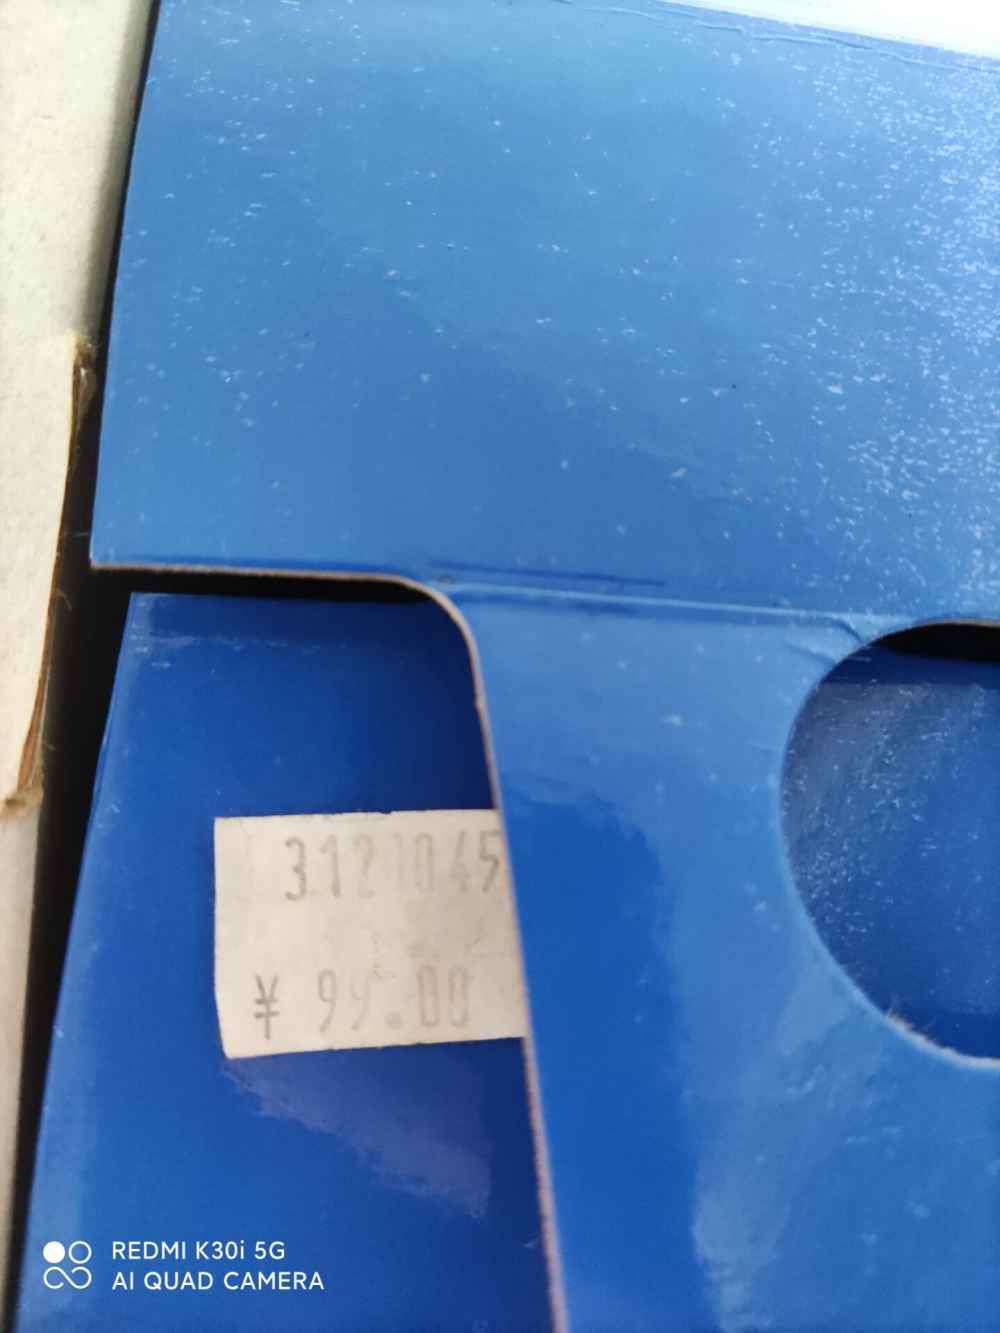 3121045
¥ 99.00
REDMI K30i 5G
AI QUAD CAMERA